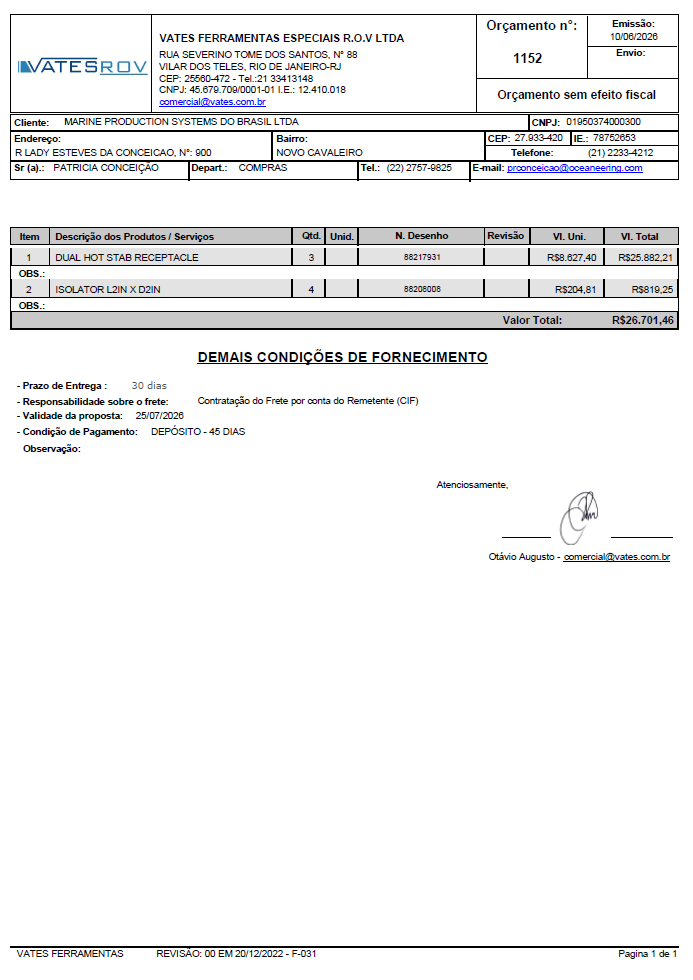 VATESROV
VATES FERRAMENTAS ESPECIAIS R.O.V LTDA
RUA SEVERINO TOME DOS SANTOS, N° 88
VILAR DOS TELES, RIO DE JANEIRO-RJ
CEP: 25560-472 - Tel.:21 33413148
CNPJ: 45.679.709/0001-01 I.E.: 12.410.018
comercial@vates.com.br
Orçamento n°:
1152
Emissão:
10/06/2026
Envio:
Orçamento sem efeito fiscal
Cliente: MARINE PRODUCTION SYSTEMS DO BRASIL LTDA CNPJ: 01950374000300
Endereço: Bairro: CEP: 27.933-420 IE.: 78752653
R LADY ESTEVES DA CONCEICAO, N°: 900 NOVO CAVALEIRO Telefone: (21) 2233-4212
Sr (a).: PATRICIA CONCEIÇÃO Depart.: COMPRAS Tel.: (22) 2757-9825 E-mail: prconceicao@oceaneering.com
Item Descrição dos Produtos / Serviços Qtd. Unid. N. Desenho Revisão Vl. Uni. Vl. Total
1 DUAL HOT STAB RECEPTACLE 3 88217931 R$8.627,40 R$25.882,21
OBS.:
2 ISOLATOR L2IN X D2IN 4 88208008 R$204,81 R$819,25
OBS.:
Valor Total: R$26.701,46
DEMAIS CONDIÇÕES DE FORNECIMENTO
- Prazo de Entrega : 30 dias
- Responsabilidade sobre o frete: Contratação do Frete por conta do Remetente (CIF)
- Validade da proposta: 25/07/2026
- Condição de Pagamento: DEPÓSITO - 45 DIAS
Observação:
Atenciosamente,
Otávio Augusto - comercial@vates.com.br
VATES FERRAMENTAS REVISÃO: 00 EM 20/12/2022 - F-031 Pagina 1 de 1